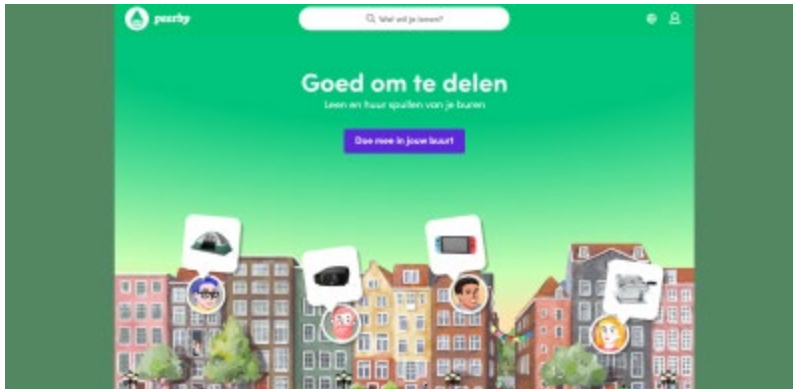 peerby
Wat wil je lenen?
Goed om te delen
Leen en huur spullen van je buren
Doe mee in jouw buurt